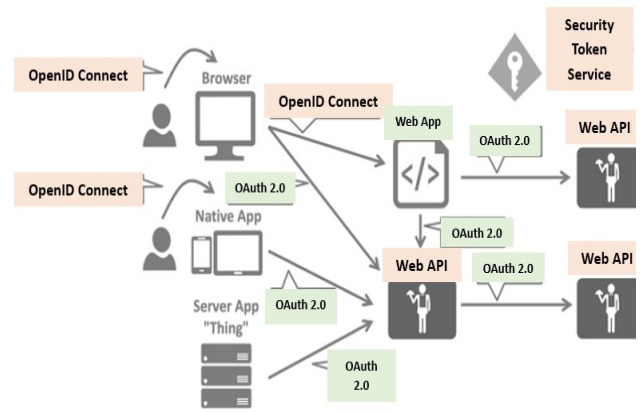 Security
Token
Service
OpenID Connect
Browser
OpenID Connect
Web App
OAuth 2.0
Web API
OpenID Connect
OAuth 2.0
Native App
OAuth 2.0
Web API
OAuth 2.0
Web API
OAuth 2.0
Server App
"Thing"
OAuth
2.0